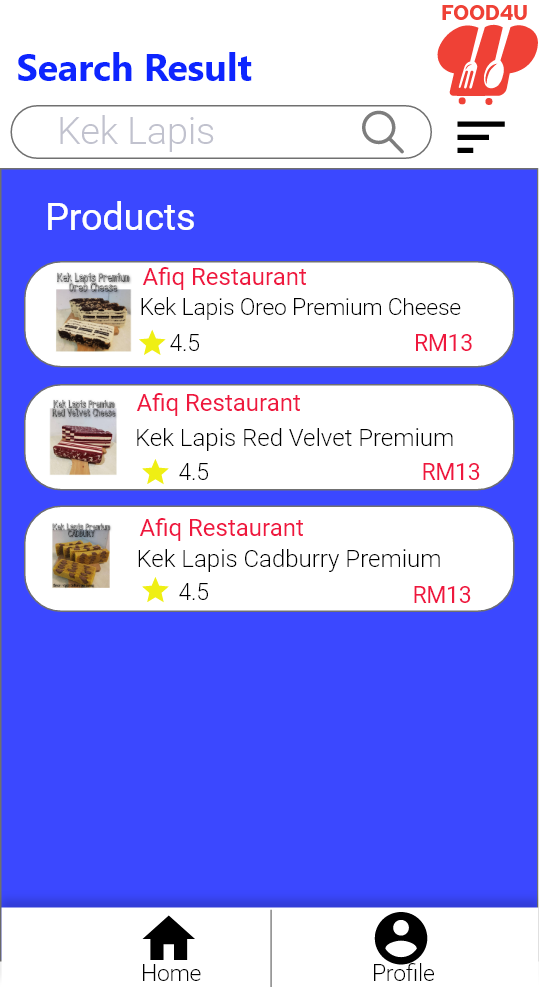 FOOD4U
Search Result
Kek Lapis
Products
Kek Lapis Premium
Oreo Cheese
Afiq Restaurant
Kek Lapis Oreo Premium Cheese
4.5
RM13
Kek Lapis Premium
Red Velvet Cheese
Afiq Restaurant
Kek Lapis Red Velvet Premium
4.5
RM13
Kek Lapis Premium
CADBURY
Afiq Restaurant
Kek Lapis Cadburry Premium
4.5
RM13
Home
Profile